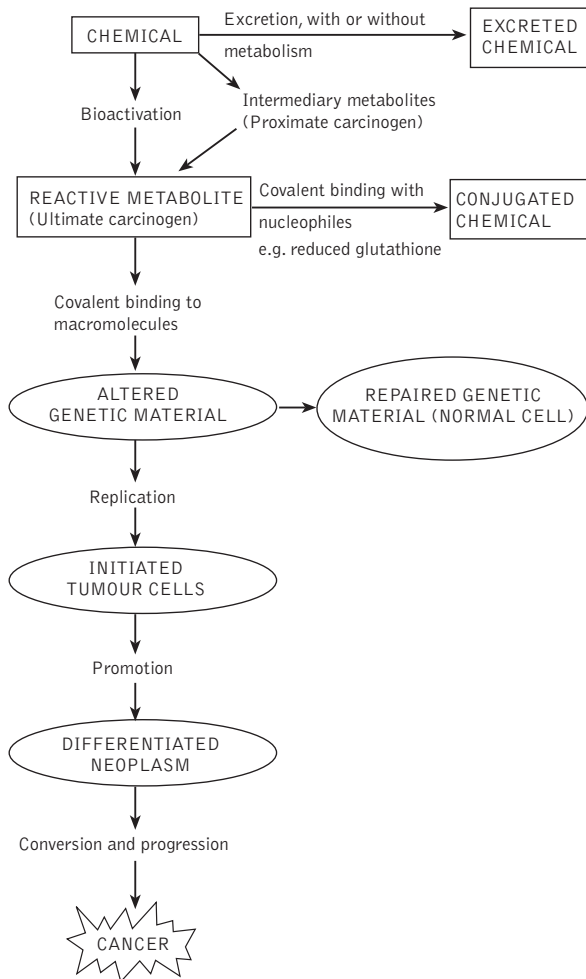 CHEMICAL
Excretion, with or without
metabolism
EXCRETED
CHEMICAL
Bioactivation
Intermediary metabolites
(Proximate carcinogen)
REACTIVE METABOLITE
(Ultimate carcinogen)
Covalent binding with
nucleophiles
e.g. reduced glutathione
CONJUGATED
CHEMICAL
Covalent binding to
macromolecules
ALTERED
GENETIC MATERIAL
REPAIRED GENETIC
MATERIAL (NORMAL CELL)
Replication
INITIATED
TUMOUR CELLS
Promotion
DIFFERENTIATED
NEOPLASM
Conversion and progression
CANCER